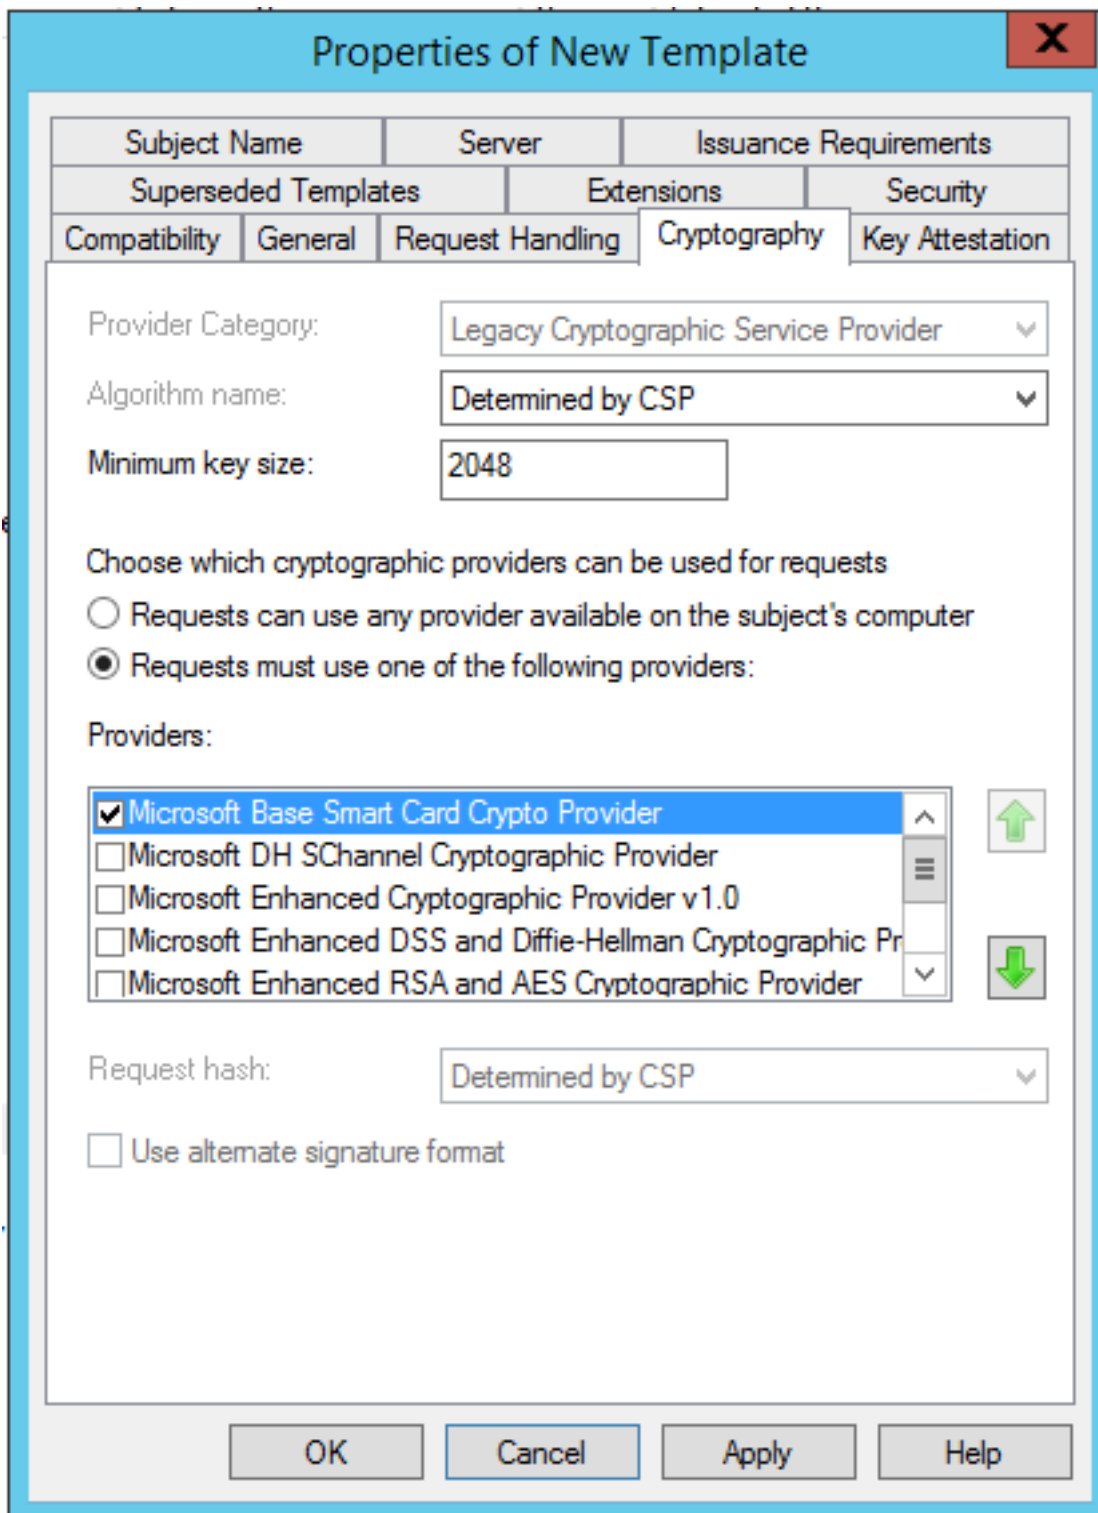 Properties of New Template
X
Subject Name Server Issuance Requirements
Superseded Templates Extensions Security
Compatibility General Request Handling Cryptography Key Attestation
Provider Category: Legacy Cryptographic Service Provider
Algorithm name: Determined by CSP
Minimum key size: 2048
Choose which cryptographic providers can be used for requests
Requests can use any provider available on the subject's computer
Requests must use one of the following providers:
Providers:
Microsoft Base Smart Card Crypto Provider
Microsoft DH SChannel Cryptographic Provider
Microsoft Enhanced Cryptographic Provider v1.0
Microsoft Enhanced DSS and Diffie-Hellman Cryptographic Pr
Microsoft Enhanced RSA and AES Cryptographic Provider
Request hash: Determined by CSP
Use alternate signature format
OK Cancel Apply Help